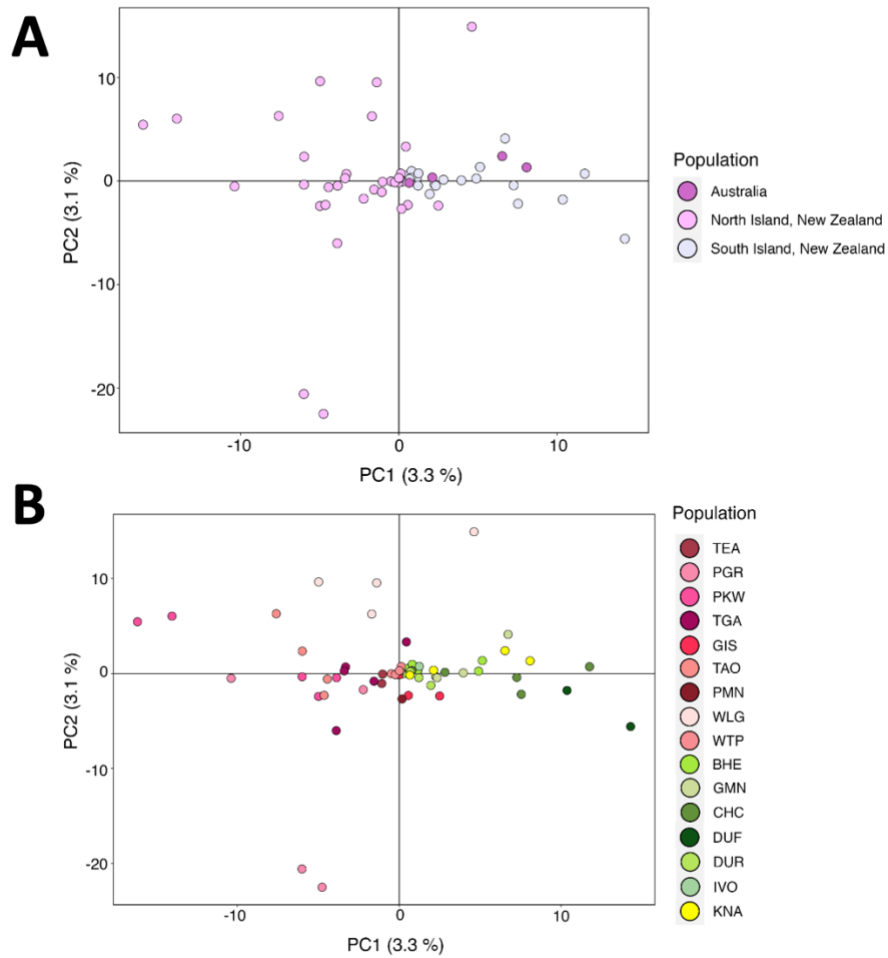 A
10
0
-10
-20
PC2 (3.1 %)
-10
0
10
PC1 (3.3 %)
Population
Australia
North Island, New Zealand
South Island, New Zealand
B
10
0
-10
-20
PC2 (3.1 %)
-10
0
10
PC1 (3.3 %)
Population
TEA
PGR
PKW
TGA
GIS
TAO
PMN
WLG
WTP
BHE
GMN
CHC
DUF
DUR
IVO
KNA